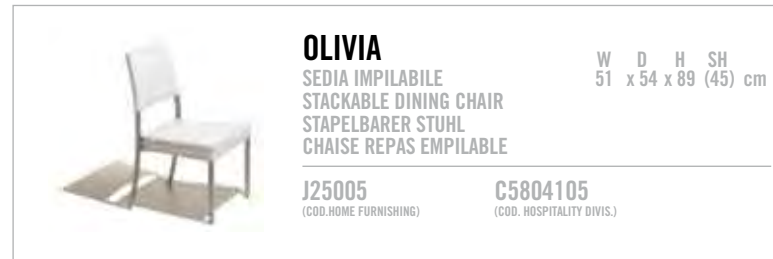 OLIVIA
SEDIA IMPILABILE
STACKABLE DINING CHAIR
STAPELBARER STUHL
CHAISE REPAS EMPILABLE
W D H SH
51 x 54 x 89 (45) cm
J25005 C5804105
(COD.HOME FURNISHING) (COD. HOSPITALITY DIVIS.)